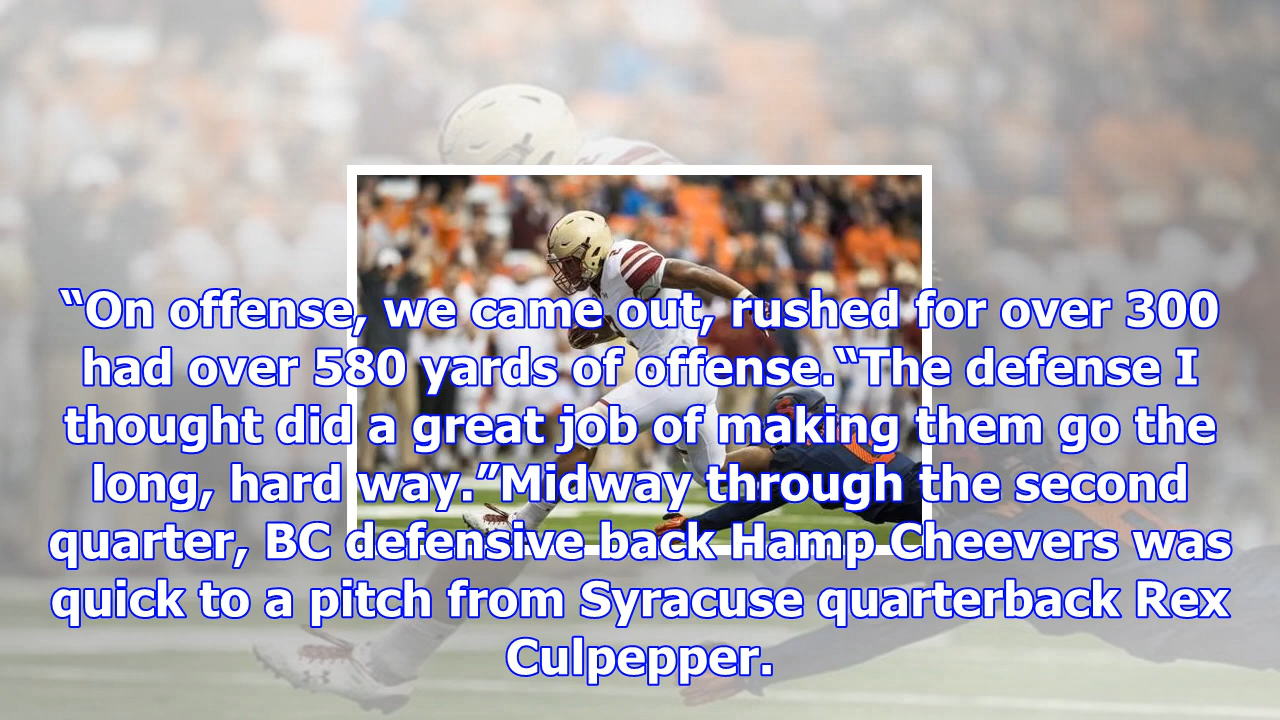 “On offense, we came out, rushed for over 300
had over 580 yards of offense.“The defense I
thought did a great job of making them go the
long, hard way.”Midway through the second
quarter, BC defensive back Hamp Cheevers was
quick to a pitch from Syracuse quarterback Rex
Culpepper.